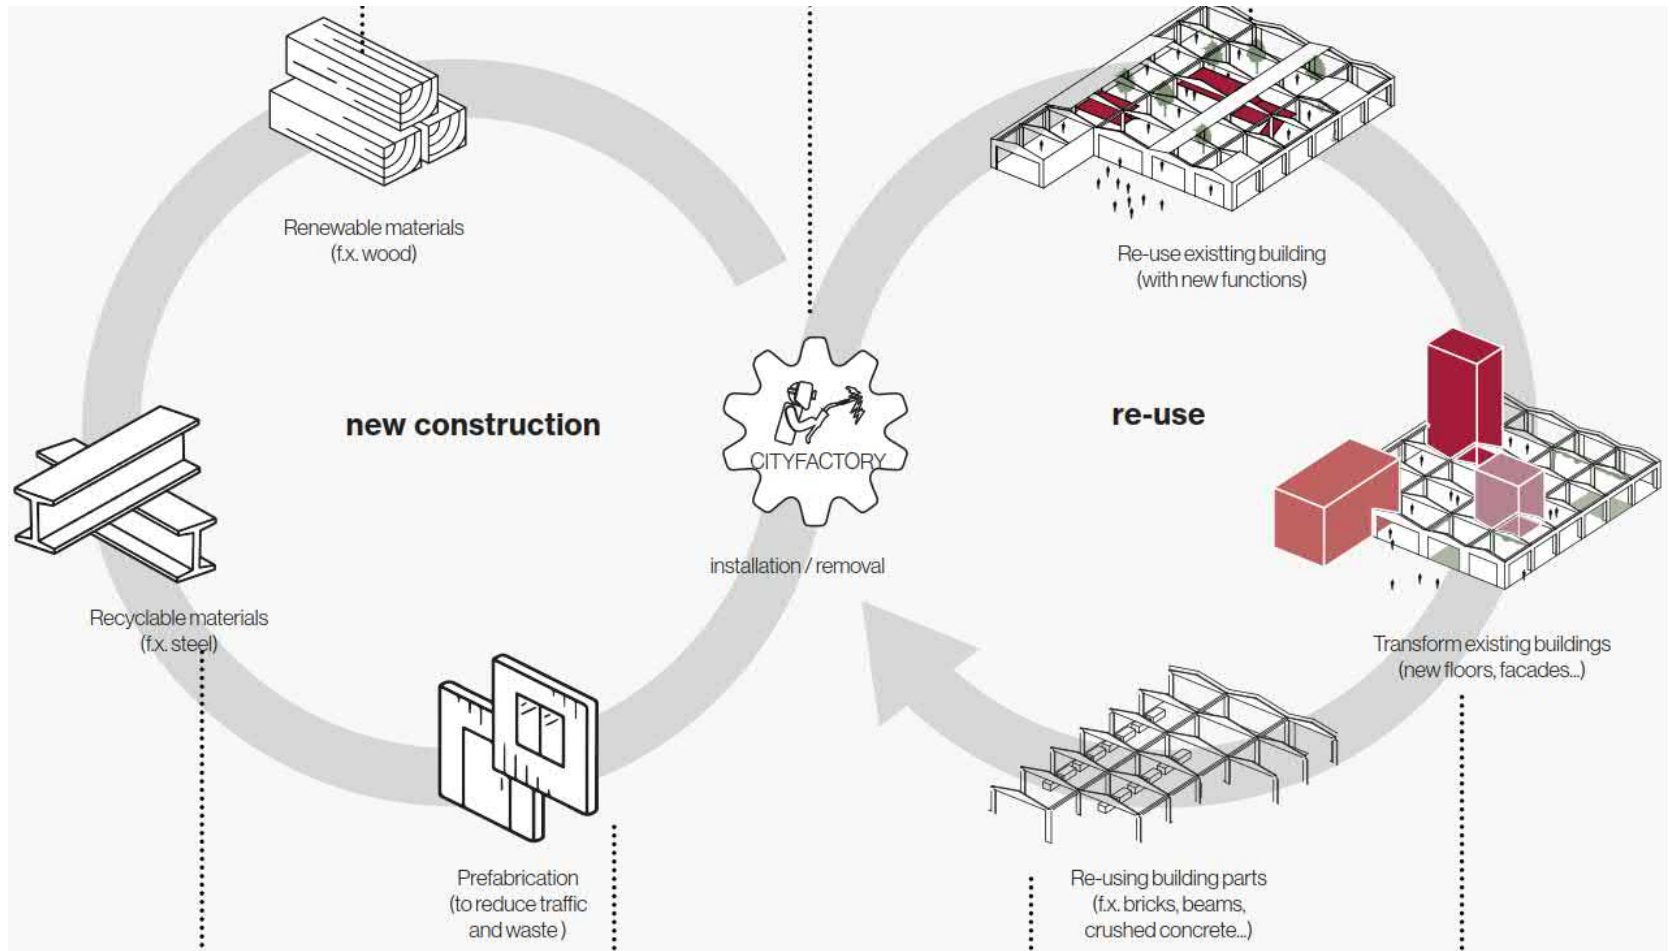 Renewable materials
(f.x. wood)
Re-use existting building
(with new functions)
new construction
re-use
CITYFACTORY
installation / removal
Recyclable materials
(f.x. steel)
Transform existing buildings
(new floors, facades...)
Prefabrication
(to reduce traffic
and waste )
Re-using building parts
(f.x. bricks, beams,
crushed concrete...)